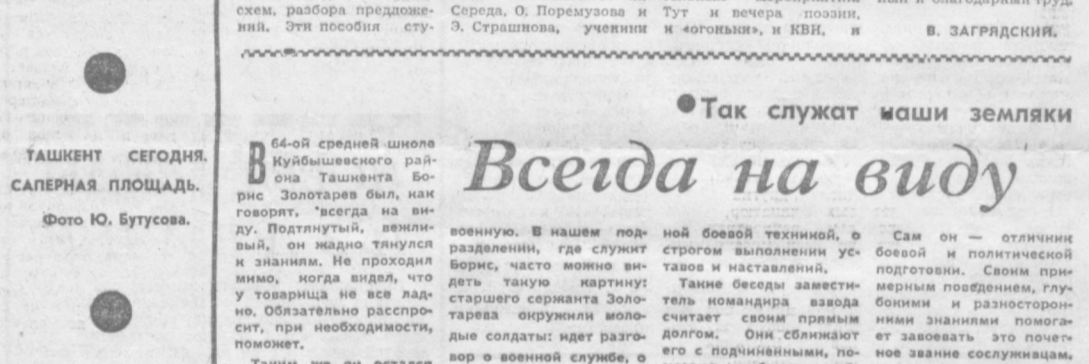 схем, разбора предложе-
ний. Эти пособия сту-
Середа, О. Поремузова и
Э. Страшнова, ученики
Тут и вечера поэзии,
и «огоньки», и КВН, и
В. ЗАГРЯДСКИЙ.
ТАШКЕНТ СЕГОДНЯ.
САПЕРНАЯ ПЛОЩАДЬ.
Фото Ю. Бутусова.
Так служат наши земляки
Всегда на виду
В 64-ой средней школе
Куйбышевского рай-
она Ташкента Бо-
рис Золотарев был, как
говорят, всегда на ви-
ду. Подтянутый, вежли-
вый, он жадно тянулся
к знаниям. Не проходил
мимо, когда видел, что
у товарища не все лад-
но. Обязательно расспро-
сит, при необходимости,
поможет.
военную. В нашем под-
разделении, где служит
Борис, часто можно ви-
деть такую картину:
старшего сержанта Золо-
тарева окружили моло-
дые солдаты: идет разго-
вор о военной службе, о
ной боевой техникой, о
строгом выполнении ус-
тавов и наставлений.
Такие беседы замести-
тель командира взвода
считает своим прямым
долгом. Они сближают
его с подчиненными, по-
Сам он — отличник
боевой и политической
подготовки. Своим при-
мерным поведением, глу-
бокими и разносторон-
ними знаниями помога-
ет завоевать это почет-
ное звание сослуживцам.